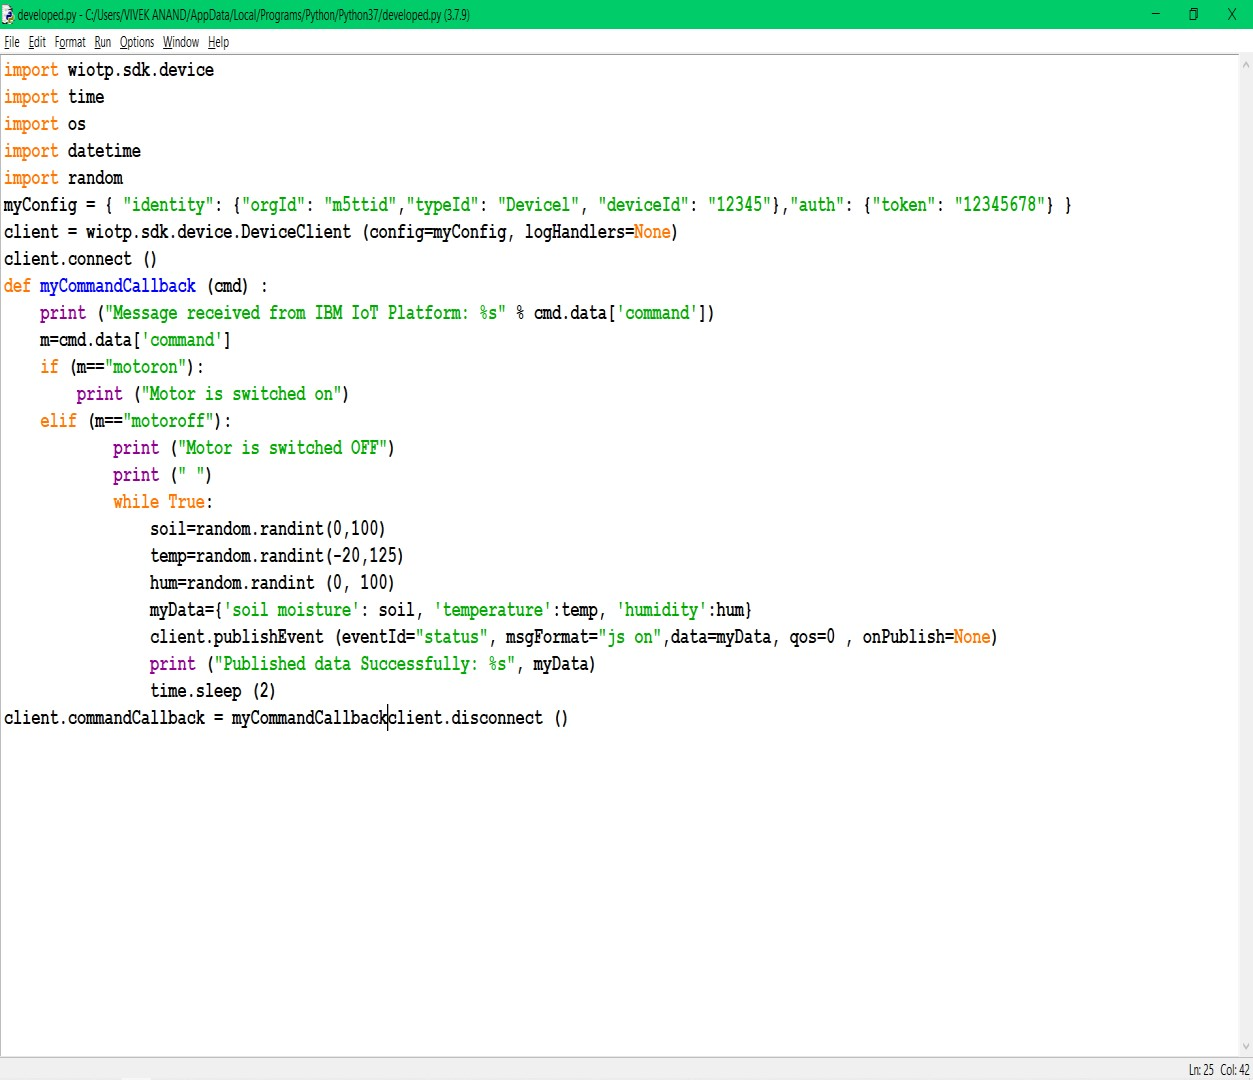 developed.py - C:/Users/VIVEK ANAND/AppData/Local/Programs/Python/Python37/developed.py (3.7.9)
File Edit Format Run Options Window Help
import wiotp.sdk.device
import time
import os
import datetime
import random
myConfig = { "identity": {"orgId": "m5ttid","typeId": "Devicel", "deviceId": "12345"},"auth": {"token": "12345678"} }
client = wiotp.sdk.device.DeviceClient (config=myConfig, logHandlers=None)
client.connect ()
def myCommandCallback (cmd) :
    print ("Message received from IBM IoT Platform: %s" % cmd.data['command'])
    m=cmd.data['command']
    if (m=="motoron"):
        print ("Motor is switched on")
    elif (m=="motoroff"):
            print ("Motor is switched OFF")
            print (" ")
            while True:
                soil=random.randint(0,100)
                temp=random.randint(-20,125)
                hum=random.randint (0, 100)
                myData={'soil moisture': soil, 'temperature':temp, 'humidity':hum}
                client.publishEvent (eventId="status", msgFormat="js on",data=myData, qos=0 , onPublish=None)
                print ("Published data Successfully: %s", myData)
                time.sleep (2)
client.commandCallback = myCommandCallbackclient.disconnect ()
Ln: 25 Col: 42